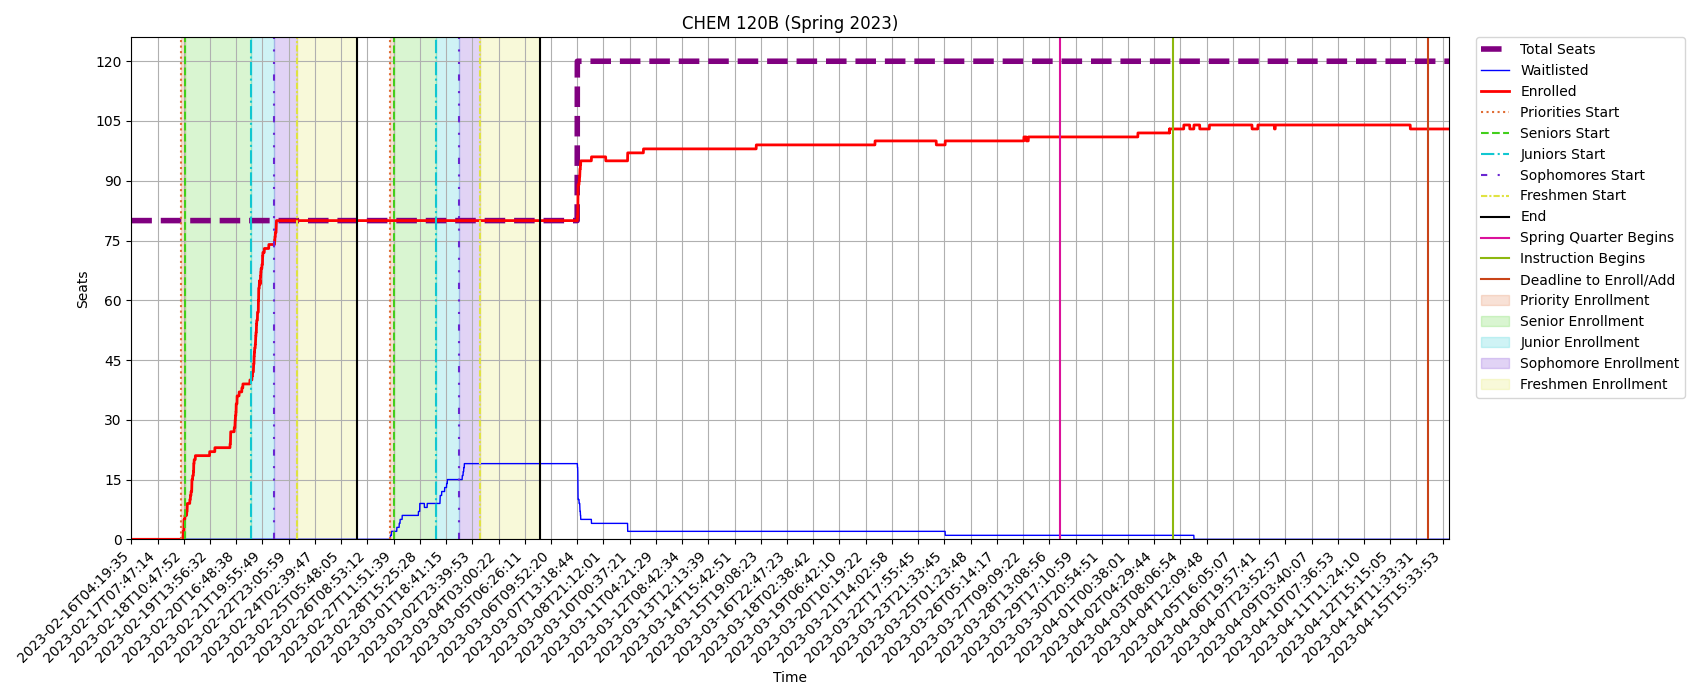 CHEM 120B (Spring 2023)
Seats
120
105
90
75
60
45
30
15
0
2023-02-16T04:19:35
2023-02-17T07:47:14
2023-02-18T10:47:52
2023-02-19T13:56:32
2023-02-20T16:48:38
2023-02-21T19:55:49
2023-02-22T23:05:59
2023-02-24T02:39:47
2023-02-25T05:48:05
2023-02-26T08:53:12
2023-02-27T11:51:39
2023-02-28T15:25:28
2023-03-01T18:41:15
2023-03-02T23:39:53
2023-03-04T03:00:22
2023-03-05T06:26:11
2023-03-06T09:52:20
2023-03-07T13:18:44
2023-03-08T21:12:01
2023-03-10T00:37:21
2023-03-11T04:21:29
2023-03-12T08:42:34
2023-03-13T12:13:39
2023-03-14T15:42:51
2023-03-15T19:08:23
2023-03-16T22:47:23
2023-03-18T02:38:42
2023-03-19T06:42:10
2023-03-20T10:19:22
2023-03-21T14:02:58
2023-03-22T17:55:45
2023-03-23T21:33:45
2023-03-25T01:23:48
2023-03-26T05:14:17
2023-03-27T09:09:22
2023-03-28T13:08:56
2023-03-29T17:10:59
2023-03-30T20:54:51
2023-04-01T00:38:01
2023-04-02T04:29:44
2023-04-03T08:06:54
2023-04-04T12:09:48
2023-04-05T16:05:07
2023-04-06T19:57:41
2023-04-07T23:52:57
2023-04-09T03:40:07
2023-04-10T07:36:53
2023-04-11T11:24:10
2023-04-12T15:15:05
2023-04-14T11:33:31
2023-04-15T15:33:53
Time
Total Seats
Waitlisted
Enrolled
Priorities Start
Seniors Start
Juniors Start
Sophomores Start
Freshmen Start
End
Spring Quarter Begins
Instruction Begins
Deadline to Enroll/Add
Priority Enrollment
Senior Enrollment
Junior Enrollment
Sophomore Enrollment
Freshmen Enrollment